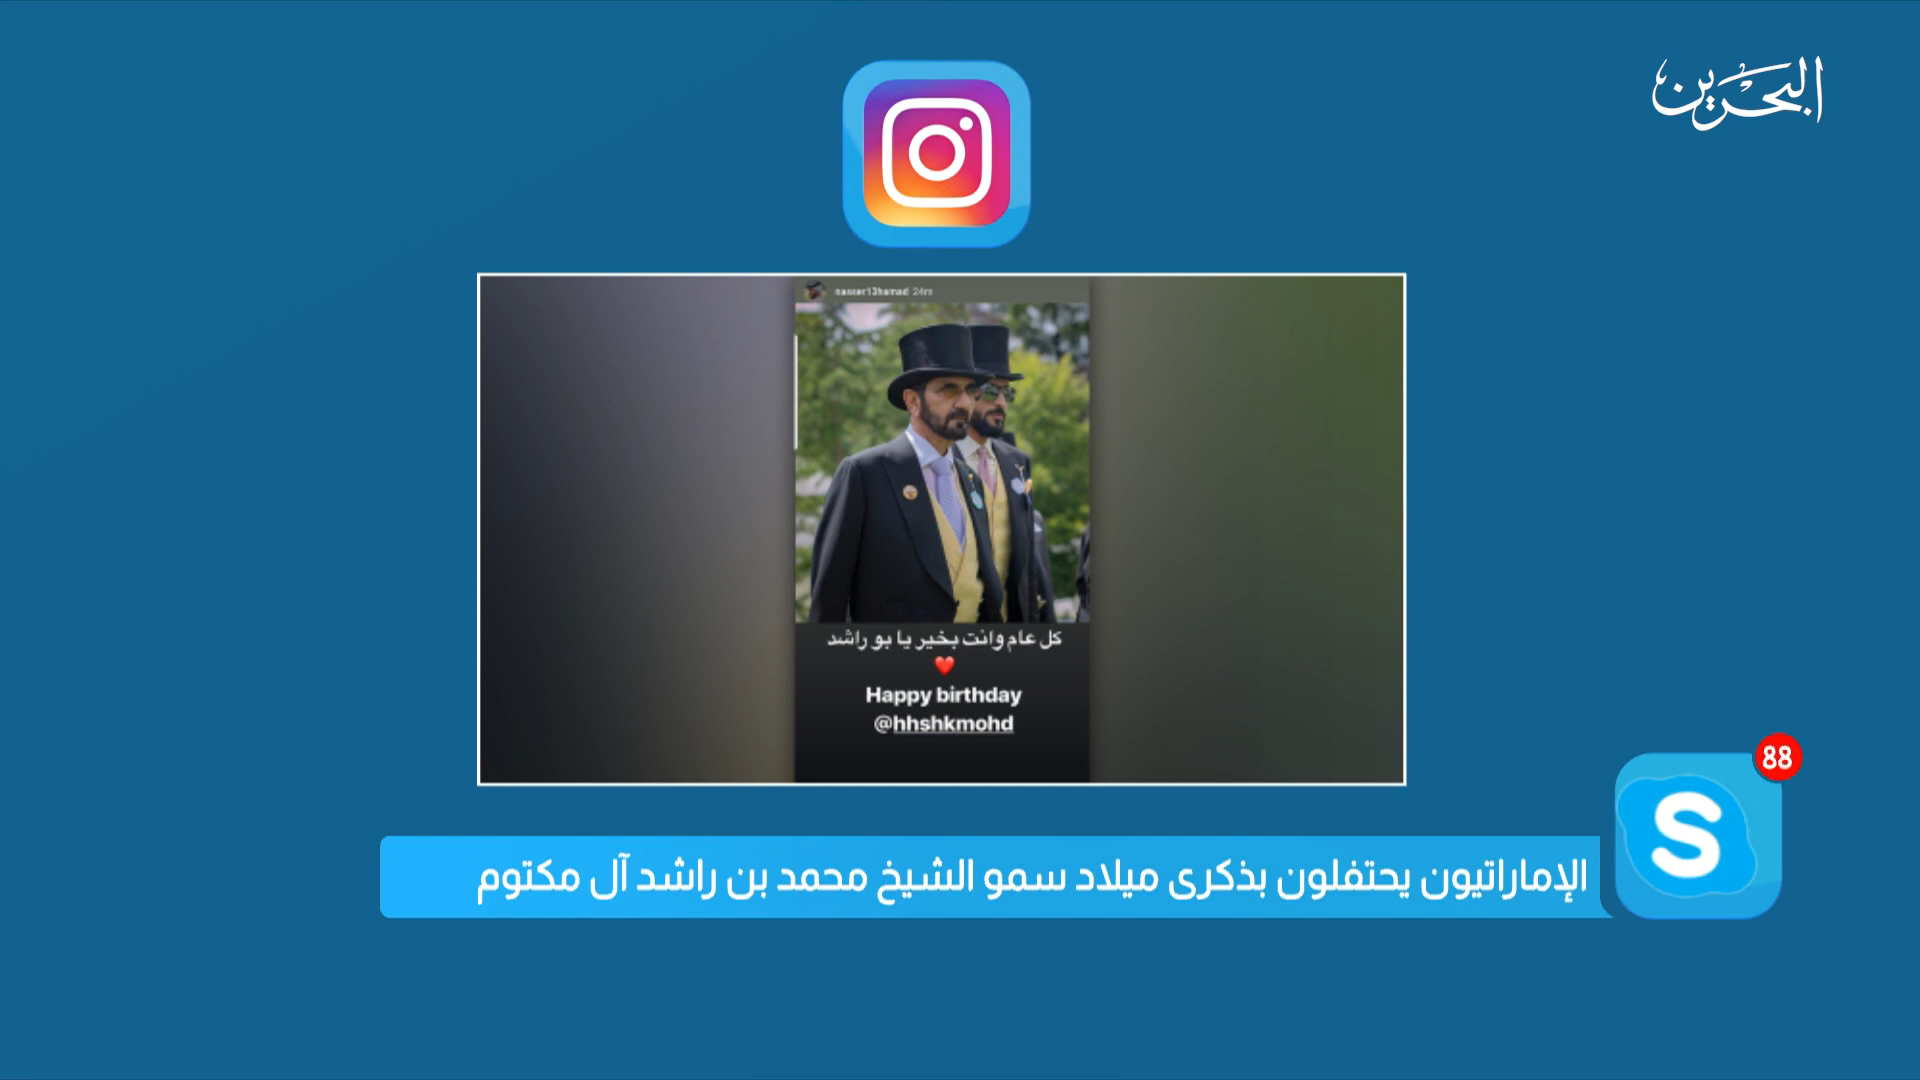 البحرين
nasser13hamad 24m
كل عام وانت بخير يا بو راشد
❤️
Happy birthday
@hhshkmohd
88
S
الإماراتيون يحتفلون بذكرى ميلاد سمو الشيخ محمد بن راشد آل مكتوم